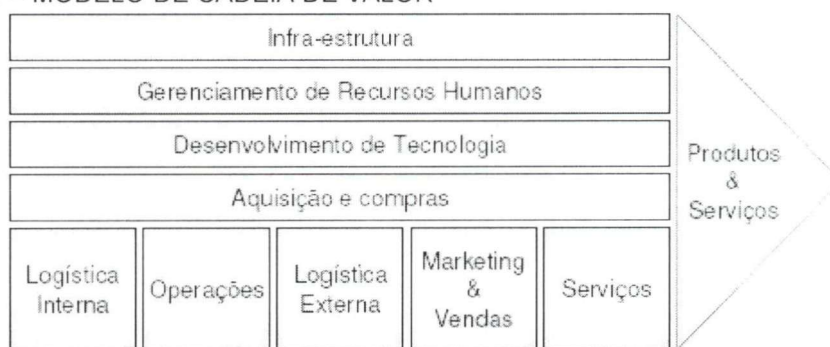 MODELO DE CADEIA DE VALOR
Infra-estrutura
Gerenciamento de Recursos Humanos
Desenvolvimento de Tecnologia
Aquisição e compras
Logística
Interna
Operações
Logística
Externa
Marketing
&
Vendas
Serviços
Produtos
&
Serviços